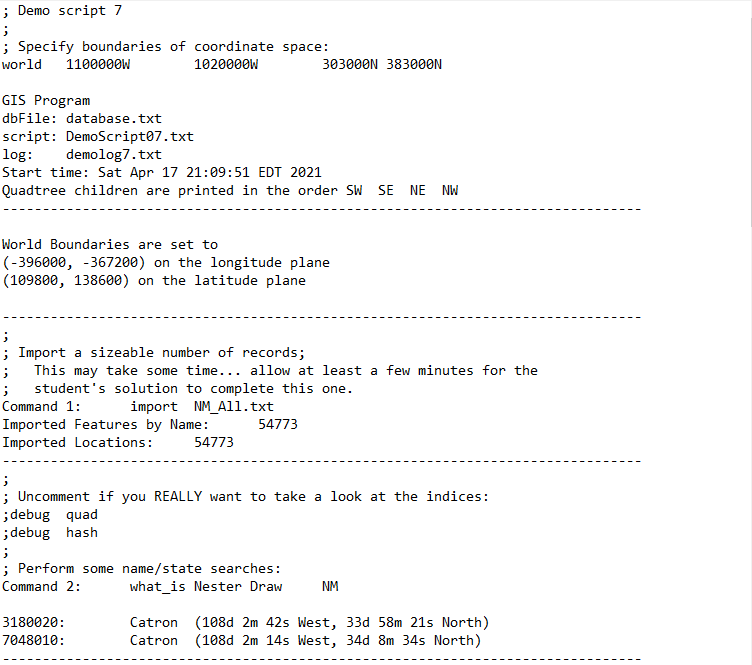 ; Demo script 7
;
; Specify boundaries of coordinate space:
world   1100000W        1020000W        303000N 383000N
GIS Program
dbFile: database.txt
script: DemoScript07.txt
log:    demolog7.txt
Start time: Sat Apr 17 21:09:51 EDT 2021
Quadtree children are printed in the order SW  SE  NE  NW
--------------------------------------------------------------------------------
World Boundaries are set to
(-396000, -367200) on the longitude plane
(109800, 138600) on the latitude plane
--------------------------------------------------------------------------------
;
; Import a sizeable number of records;
;   This may take some time... allow at least a few minutes for the
;   student's solution to complete this one.
Command 1:      import  NM_All.txt
Imported Features by Name:      54773
Imported Locations:     54773
--------------------------------------------------------------------------------
;
; Uncomment if you REALLY want to take a look at the indices:
;debug  quad
;debug  hash
;
; Perform some name/state searches:
Command 2:      what_is Nester Draw     NM
3180020:        Catron  (108d 2m 42s West, 33d 58m 21s North)
7048010:        Catron  (108d 2m 14s West, 34d 8m 34s North)
--------------------------------------------------------------------------------